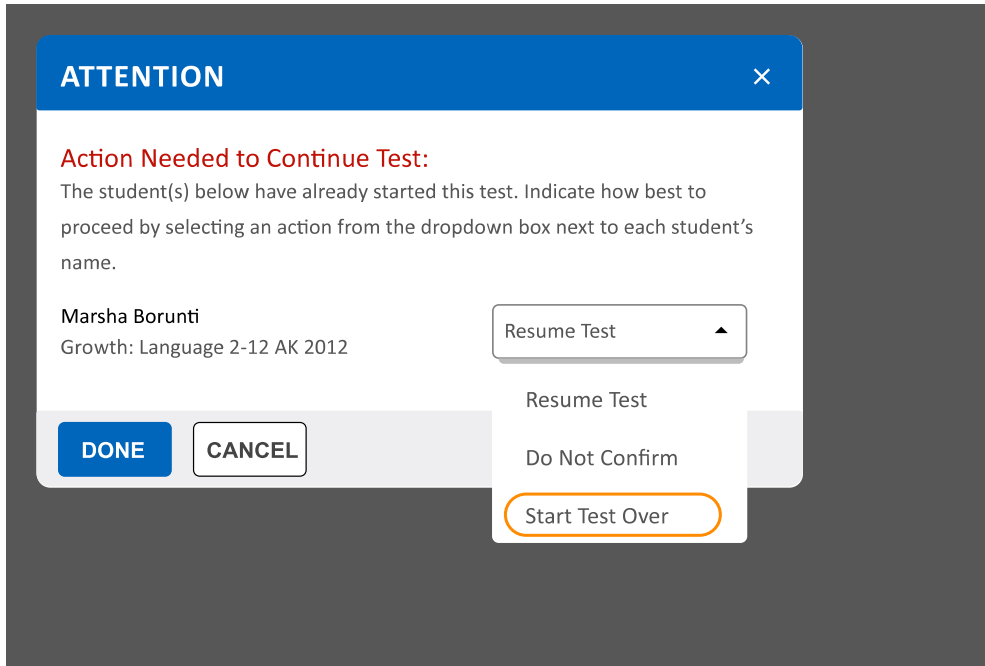 ATTENTION
Action Needed to Continue Test:
The student(s) below have already started this test. Indicate how best to
proceed by selecting an action from the dropdown box next to each student’s
name.
Marsha Borunti
Growth: Language 2-12 AK 2012
Resume Test
Resume Test
Do Not Confirm
Start Test Over
DONE
CANCEL